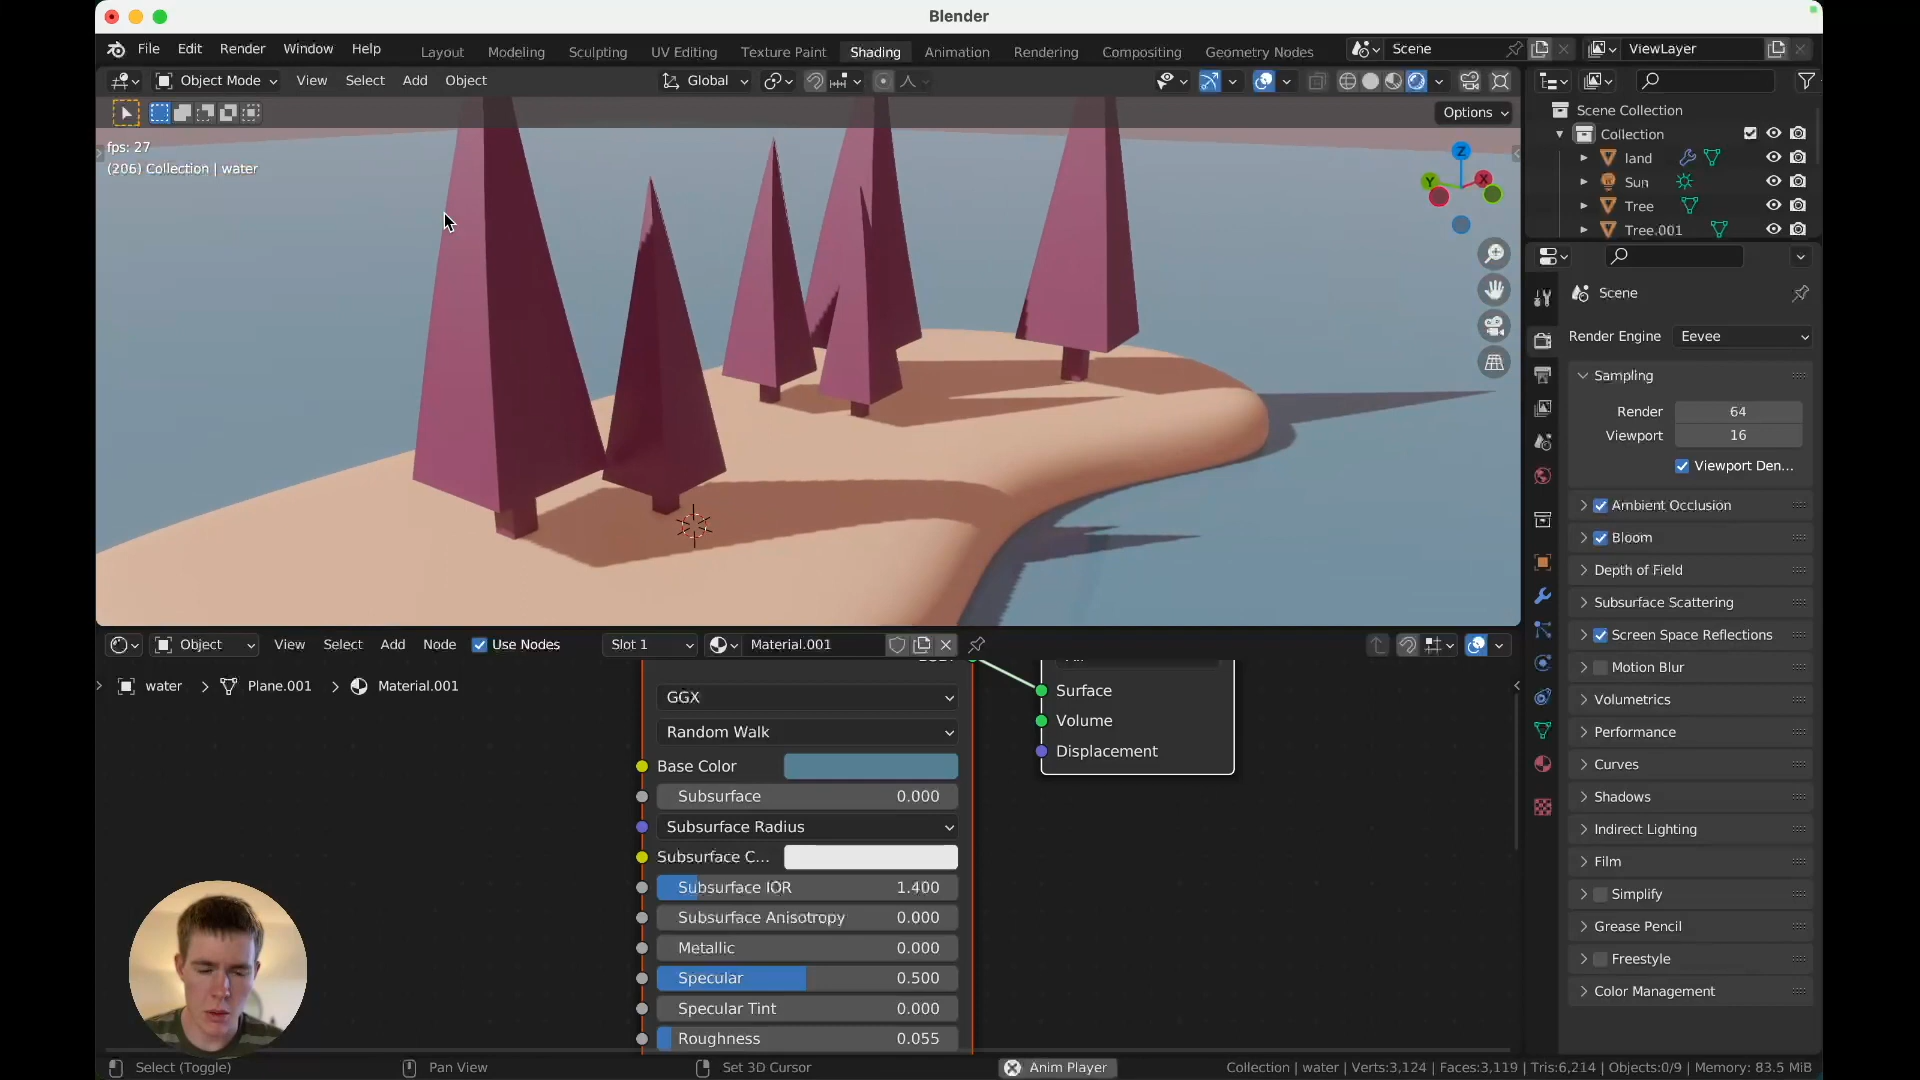 Blender
File Edit Render Window Help
Layout Modeling Sculpting UV Editing Texture Paint Shading Animation Rendering Compositing Geometry Nodes
Scene
ViewLayer
Object Mode View Select Add Object
Global
Options
fps: 27
(206) Collection | water
Z
Y
X
Scene Collection
Collection
land
Sun
Tree
Tree.001
Scene
Render Engine Eevee
Sampling
Render 64
Viewport 16
Viewport Den...
Ambient Occlusion
Bloom
Depth of Field
Subsurface Scattering
Screen Space Reflections
Motion Blur
Volumetrics
Performance
Curves
Shadows
Indirect Lighting
Film
Simplify
Grease Pencil
Freestyle
Color Management
Object View Select Add Node Use Nodes
Slot 1
Material.001
water Plane.001 Material.001
GGX
Random Walk
Base Color
Subsurface 0.000
Subsurface Radius
Subsurface C...
Subsurface IOR 1.400
Subsurface Anisotropy 0.000
Metallic 0.000
Specular 0.500
Specular Tint 0.000
Roughness 0.055
Surface
Volume
Displacement
Select (Toggle)
Pan View
Set 3D Cursor
Anim Player
Collection | water | Verts:3,124 | Faces:3,119 | Tris:6,214 | Objects:0/9 | Memory: 83.5 MiB